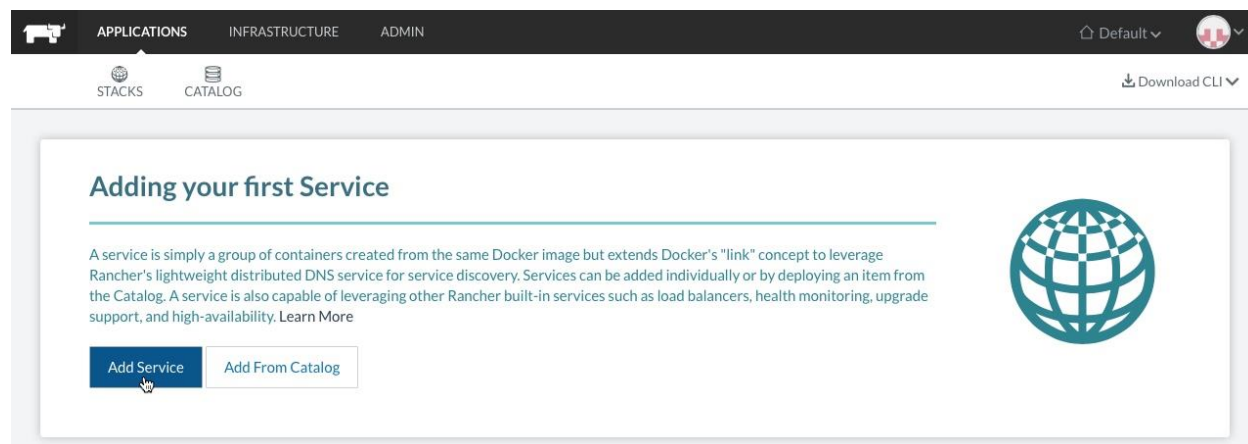 APPLICATIONS INFRASTRUCTURE ADMIN Default
STACKS CATALOG Download CLI
Adding your first Service
A service is simply a group of containers created from the same Docker image but extends Docker's "link" concept to leverage
Rancher's lightweight distributed DNS service for service discovery. Services can be added individually or by deploying an item from
the Catalog. A service is also capable of leveraging other Rancher built-in services such as load balancers, health monitoring, upgrade
support, and high-availability. Learn More
Add Service Add From Catalog